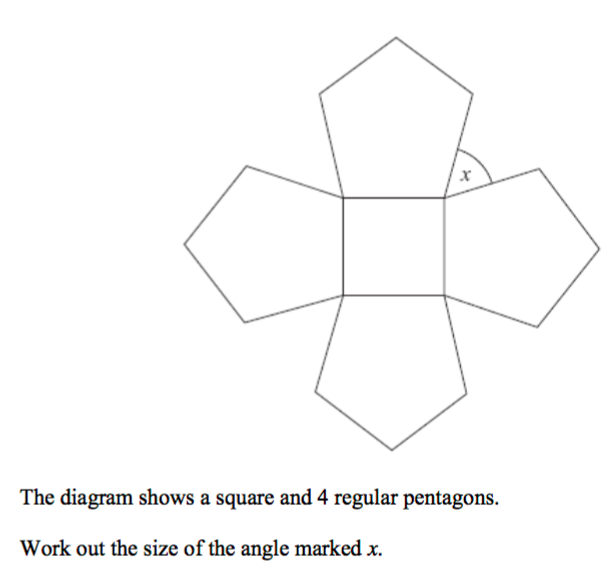 x
The diagram shows a square and 4 regular pentagons.
Work out the size of the angle marked x.